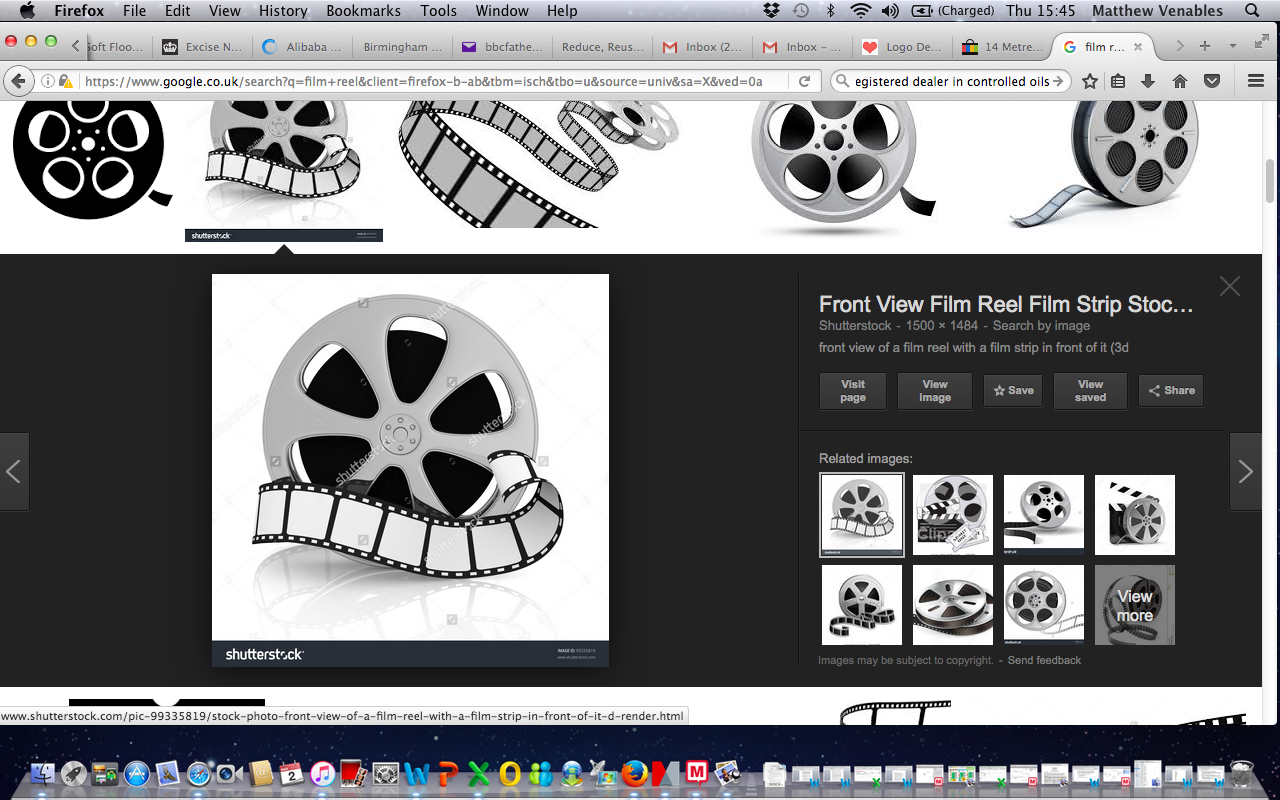 Firefox File Edit View History Bookmarks Tools Window Help (Charged) Thu 15:45 Matthew Venables
Soft Floo... Excise N... Alibaba ... Birmingham ... bbcfathe... Reduce, Reus... Inbox (2... Inbox – ... Logo De... 14 Metre... film r...
https://www.google.co.uk/search?q=film+reel&client=firefox-b-ab&tbm=isch&tbo=u&source=univ&sa=X&ved=0a
egistered dealer in controlled oils
shutterstock
Front View Film Reel Film Strip Stoc...
Shutterstock - 1500 × 1484 - Search by image
front view of a film reel with a film strip in front of it (3d
Visit page
View image
Save
View saved
Share
shutterstock
shutterstock
shutterstock
shutterstock
Related images:
View more
Images may be subject to copyright. - Send feedback
shutterstock
IMAGE ID: 99335819
www.shutterstock.com
www.shutterstock.com/pic-99335819/stock-photo-front-view-of-a-film-reel-with-a-film-strip-in-front-of-it-d-render.html